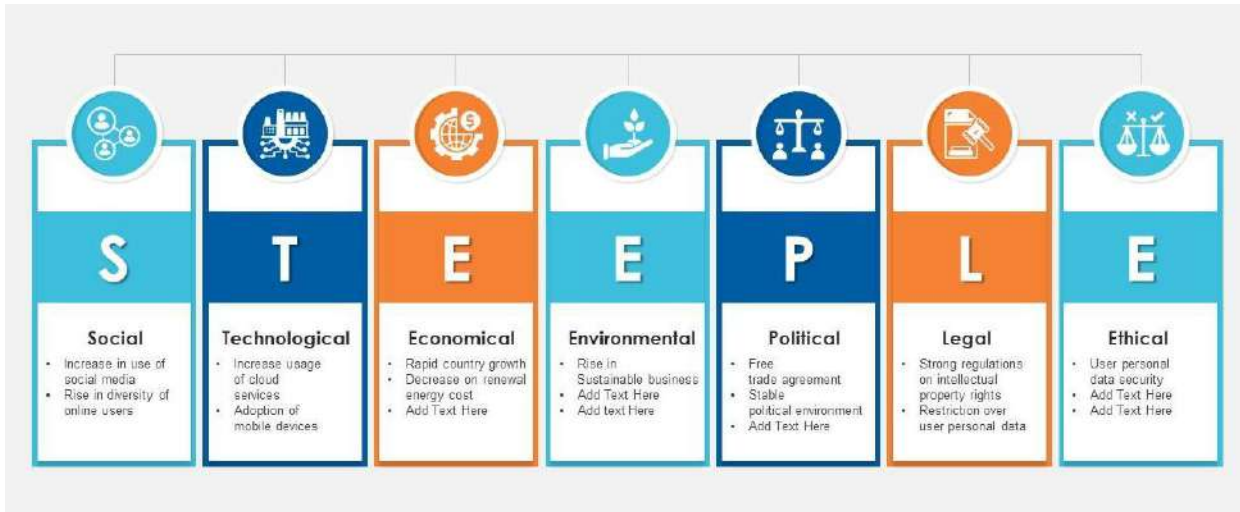 S
T
E
E
P
L
E
Social
• Increase in use of
social media
• Rise in diversity of
online users
Technological
• Increase usage
of cloud
services
• Adoption of
mobile devices
Economical
• Rapid country growth
• Decrease on renewal
energy cost
• Add Text Here
Environmental
• Rise in
Sustainable business
• Add Text Here
• Add text Here
Political
• Free
trade agreement
• Stable
political environment
• Add Text Here
Legal
• Strong regulations
on intellectual
property rights
• Restriction over
user personal data
Ethical
• User personal
data security
• Add Text Here
• Add Text Here